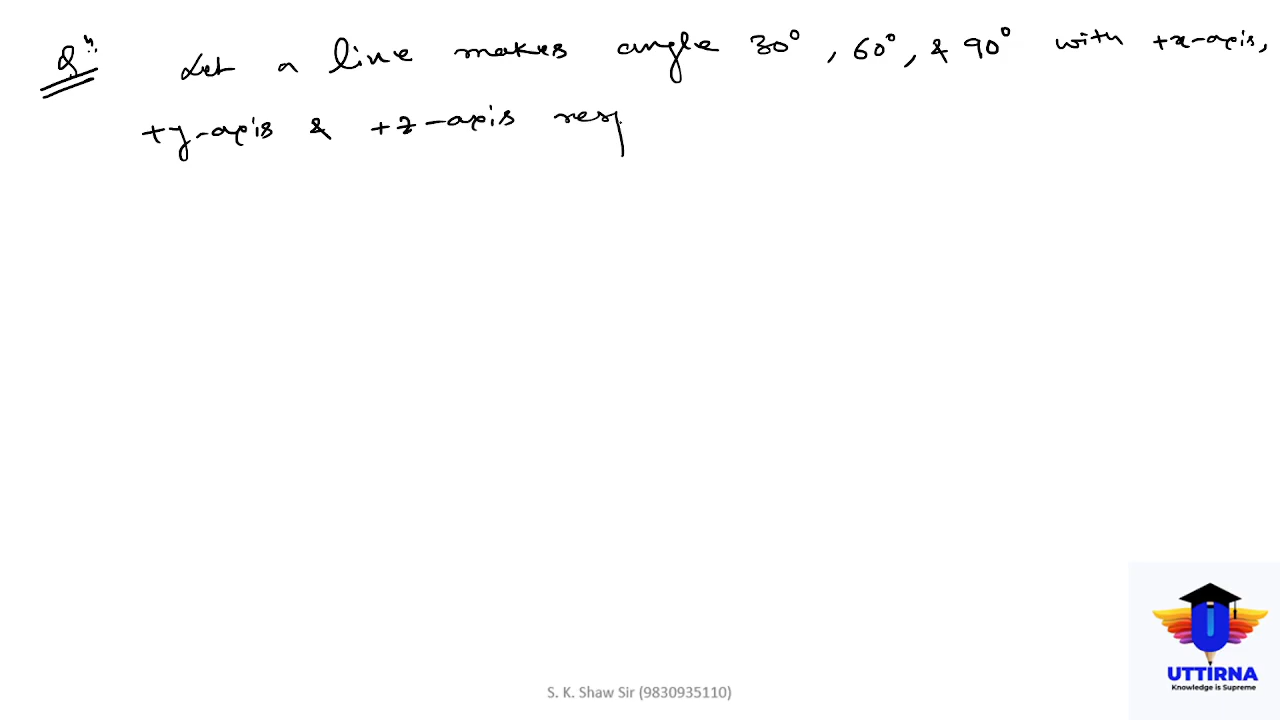 Qⁿ. Let a line makes angle 30°, 60°, & 90° with +x-axis,
+y-axis & +z-axis resp
S. K. Shaw Sir (9830935110)
U
UTTIRNA
Knowledge is Supreme